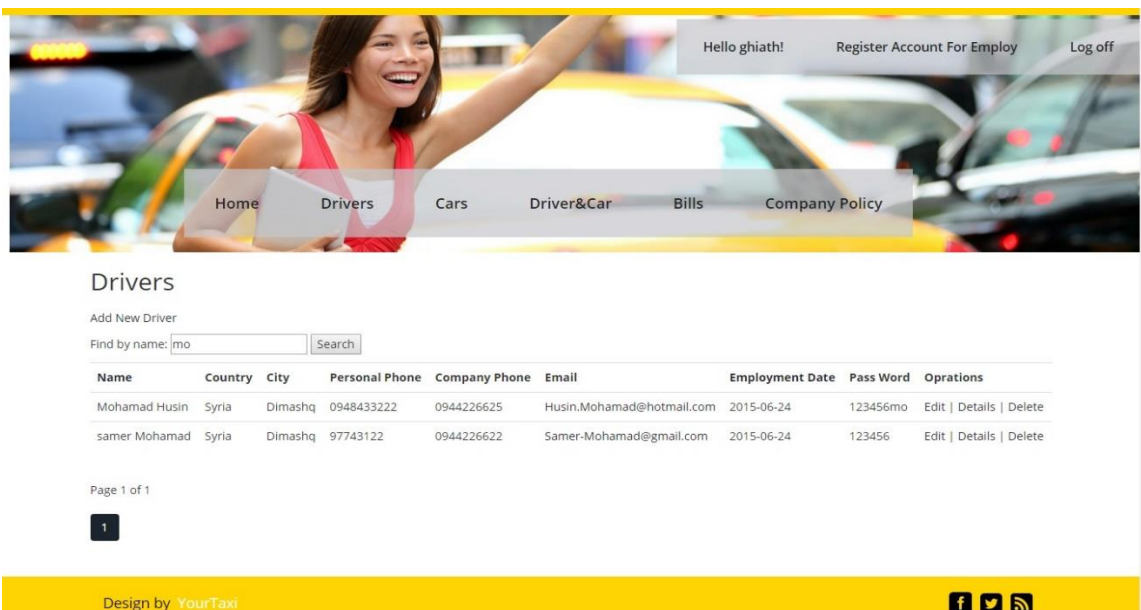 Hello ghiath! Register Account For Employ Log off
Home Drivers Cars Driver&Car Bills Company Policy
Drivers
Add New Driver
Find by name: mo Search
Name Country City Personal Phone Company Phone Email Employment Date Pass Word Oprations
Mohamad Husin Syria Dimashq 0948433222 0944226625 Husin.Mohamad@hotmail.com 2015-06-24 123456mo Edit | Details | Delete
samer Mohamad Syria Dimashq 97743122 0944226622 Samer-Mohamad@gmail.com 2015-06-24 123456 Edit | Details | Delete
Page 1 of 1
1
Design by YourTaxi